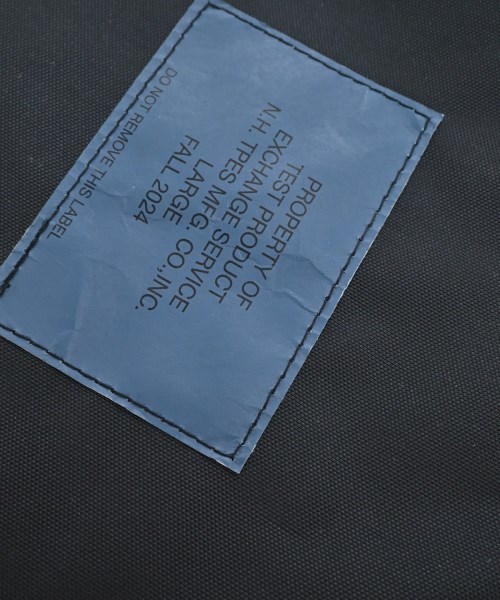 PROPERTY OF
TEST PRODUCT
EXCHANGE SERVICE
N.H. TPES MFG. CO.,INC.
LARGE
FALL 2024
DO NOT REMOVE THIS LABEL